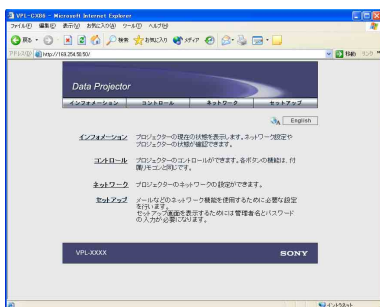 VPL-CX86 - Microsoft Internet Explorer
ファイル(F) 編集(E) 表示(V) お気に入り(A) ツール(T) ヘルプ(H)
戻る 検索 お気に入り メディア
アドレス(D) http://169.254.50.50/ 移動 リンク
Data Projector
インフォメーション コントロール ネットワーク セットアップ
English
インフォメーション プロジェクターの現在の状態を表示します。ネットワーク設定や
プロジェクターの状態が確認できます。
コントロール プロジェクターのコントロールができます。各ボタンの機能は、付
属リモコンと同じです。
ネットワーク プロジェクターのネットワークの設定ができます。
セットアップ メールなどのネットワーク機能を使用するために必要な設定
を行います。
セットアップ画面を表示するためには管理者名とパスワード
の入力が必要になります。
VPL-XXXX SONY
インターネット